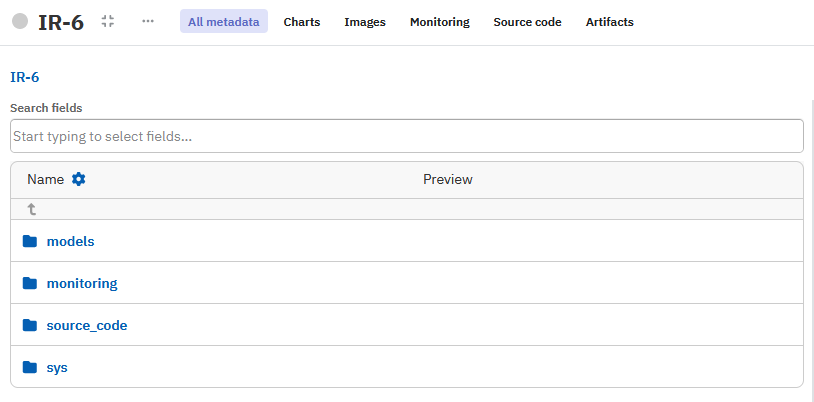 IR-6 ... All metadata Charts Images Monitoring Source code Artifacts
IR-6
Search fields
Start typing to select fields...
Name Preview
models
monitoring
source_code
sys